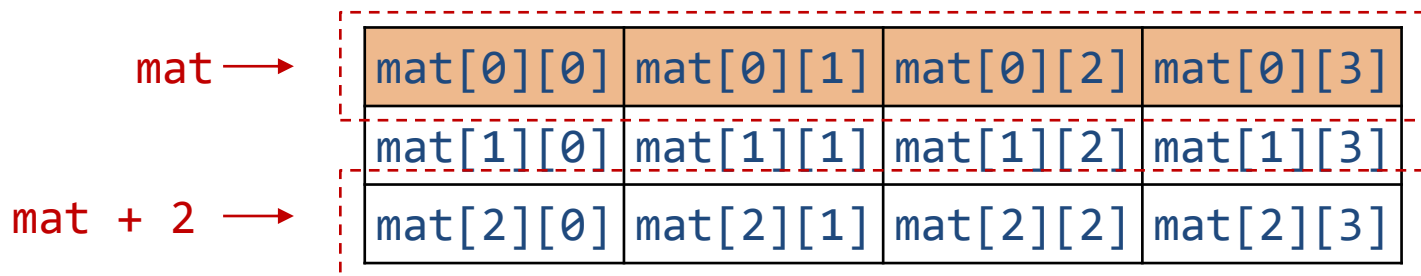 mat → mat[0][0] mat[0][1] mat[0][2] mat[0][3]
mat[1][0] mat[1][1] mat[1][2] mat[1][3]
mat + 2 → mat[2][0] mat[2][1] mat[2][2] mat[2][3]